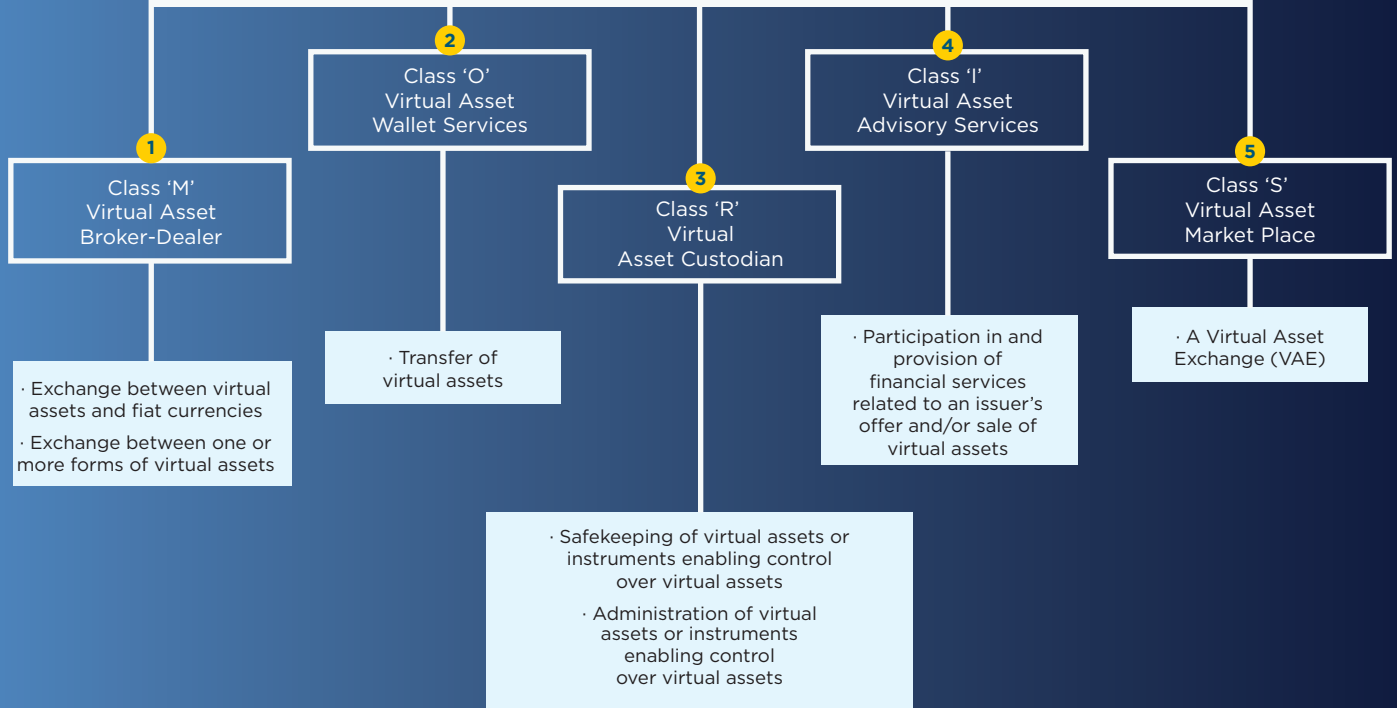 1
Class ‘M’
Virtual Asset
Broker-Dealer
· Exchange between virtual
assets and fiat currencies
· Exchange between one or
more forms of virtual assets
2
Class ‘O’
Virtual Asset
Wallet Services
· Transfer of
virtual assets
3
Class ‘R’
Virtual
Asset Custodian
· Safekeeping of virtual assets or
instruments enabling control
over virtual assets
· Administration of virtual
assets or instruments
enabling control
over virtual assets
4
Class ‘I’
Virtual Asset
Advisory Services
· Participation in and
provision of
financial services
related to an issuer’s
offer and/or sale of
virtual assets
5
Class ‘S’
Virtual Asset
Market Place
· A Virtual Asset
Exchange (VAE)